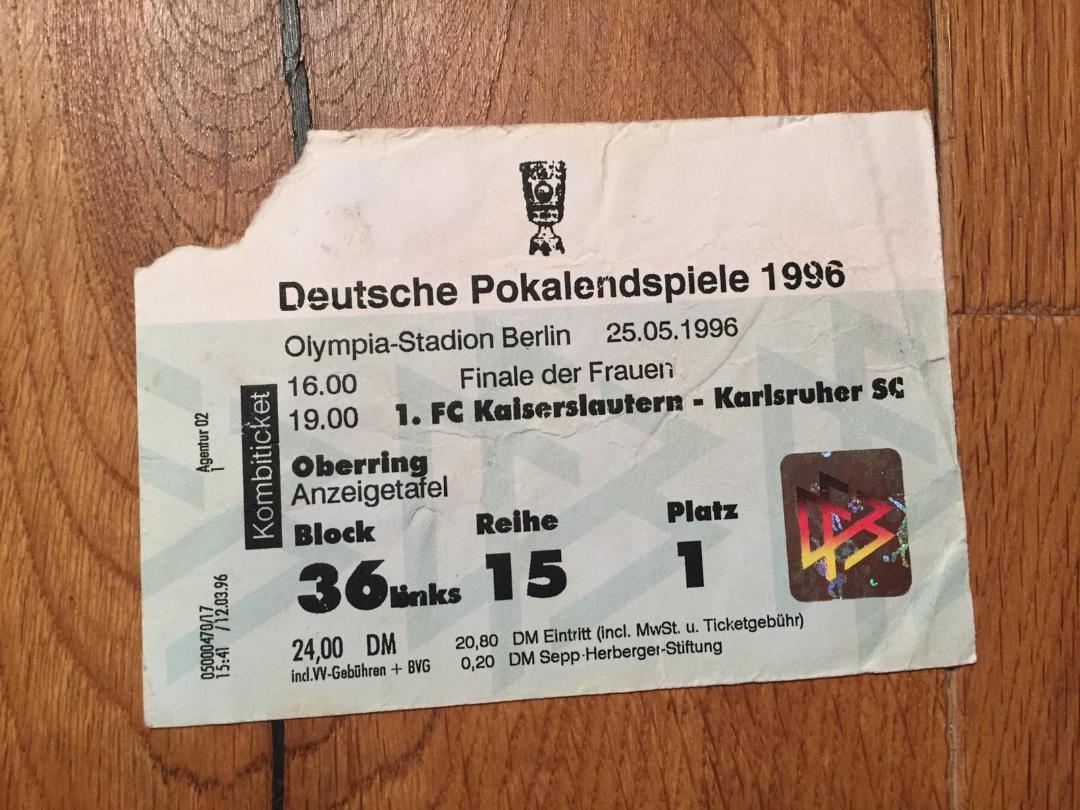 Deutsche Pokalendspiele 1996
Olympia-Stadion Berlin 25.05.1996
16.00 Finale der Frauen
19.00 1. FC Kaiserslautern - Karlsruher SC
Kombiticket
Agentur 02
1
Oberring
Anzeigetafel
Block Reihe Platz
36 Links 15 1
24,00 DM 20,80 DM Eintritt (incl. MwSt. u. Ticketgebühr)
incl.VV-Gebühren + BVG 0,20 DM Sepp-Herberger-Stiftung
05000470/17
15:41 / 12.03.96